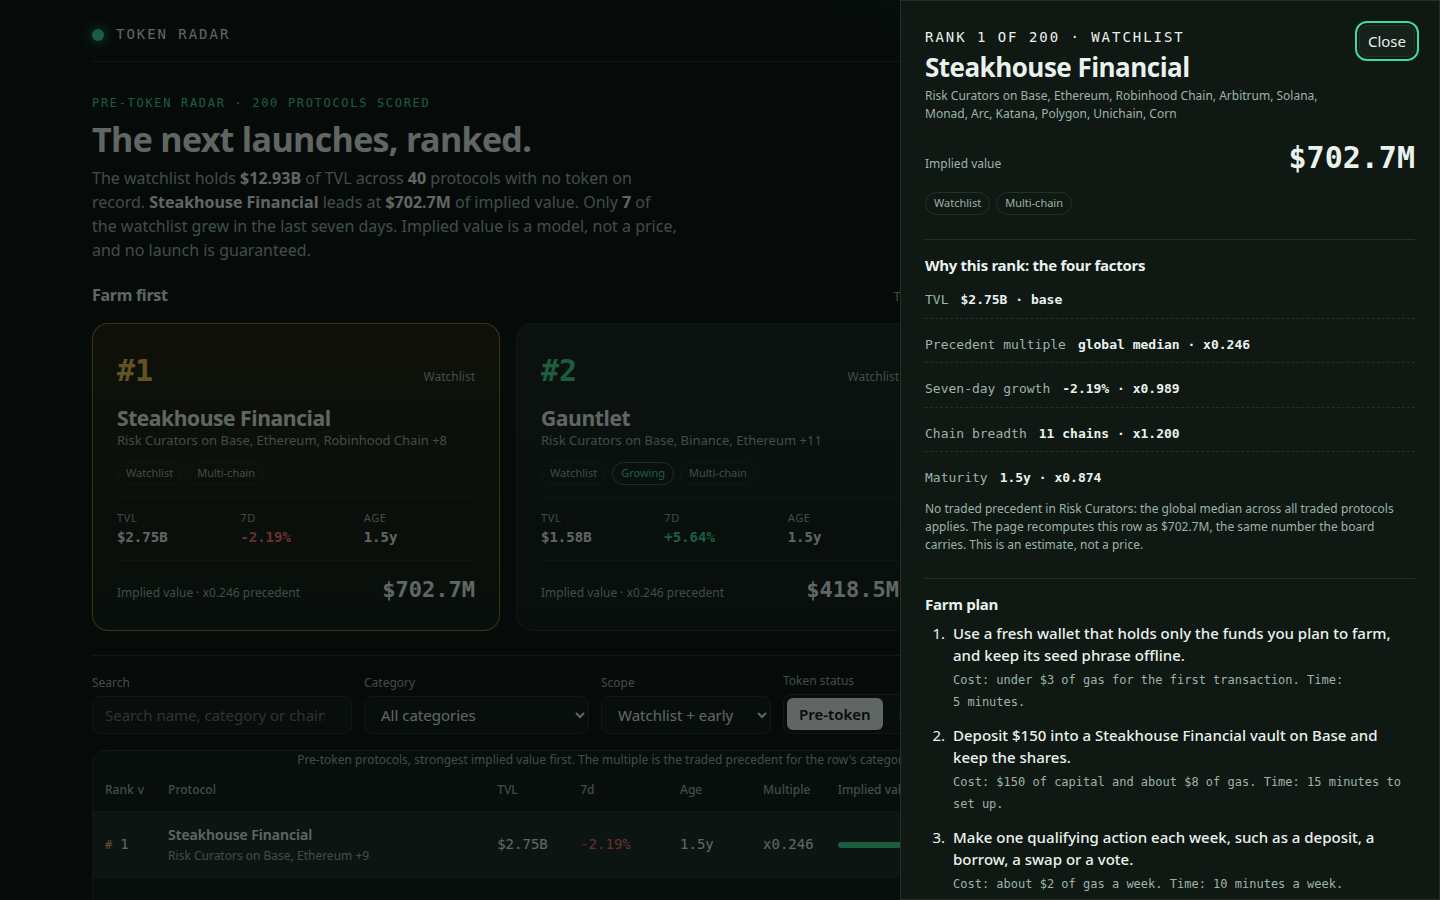 TOKEN RADAR
PRE-TOKEN RADAR · 200 PROTOCOLS SCORED
The next launches, ranked.
The watchlist holds $12.93B of TVL across 40 protocols with no token on
record. Steakhouse Financial leads at $702.7M of implied value. Only 7 of
the watchlist grew in the last seven days. Implied value is a model, not a price,
and no launch is guaranteed.
Farm first
#1
Watchlist
Steakhouse Financial
Risk Curators on Base, Ethereum, Robinhood Chain +8
Watchlist
Multi-chain
TVL
7D
AGE
$2.75B
-2.19%
1.5y
Implied value · x0.246 precedent
$702.7M
#2
Watchlist
Gauntlet
Risk Curators on Base, Binance, Ethereum +11
Watchlist
Growing
Multi-chain
TVL
7D
AGE
$1.58B
+5.64%
1.5y
Implied value · x0.246 precedent
$418.5M
Search
Category
Scope
Token status
Search name, category or chain
All categories
Watchlist + early
Pre-token
Pre-token protocols, strongest implied value first. The multiple is the traded precedent for the row's
Rank v
Protocol
TVL
7d
Age
Multiple
Implied
# 1
Steakhouse Financial
Risk Curators on Base, Ethereum +9
$2.75B
-2.19%
1.5y
x0.246
RANK 1 OF 200 · WATCHLIST
Close
Steakhouse Financial
Risk Curators on Base, Ethereum, Robinhood Chain, Arbitrum, Solana,
Monad, Arc, Katana, Polygon, Unichain, Corn
Implied value
$702.7M
Watchlist
Multi-chain
Why this rank: the four factors
TVL $2.75B · base
Precedent multiple global median · x0.246
Seven-day growth -2.19% · x0.989
Chain breadth 11 chains · x1.200
Maturity 1.5y · x0.874
No traded precedent in Risk Curators: the global median across all traded protocols
applies. The page recomputes this row as $702.7M, the same number the board
carries. This is an estimate, not a price.
Farm plan
1. Use a fresh wallet that holds only the funds you plan to farm,
and keep its seed phrase offline.
Cost: under $3 of gas for the first transaction. Time:
5 minutes.
2. Deposit $150 into a Steakhouse Financial vault on Base and
keep the shares.
Cost: $150 of capital and about $8 of gas. Time: 15 minutes to
set up.
3. Make one qualifying action each week, such as a deposit, a
borrow, a swap or a vote.
Cost: about $2 of gas a week. Time: 10 minutes a week.